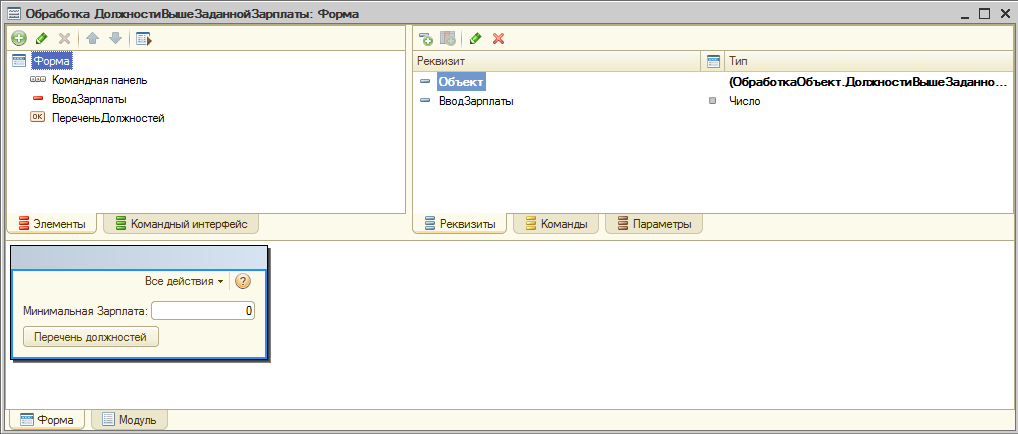 Обработка ДолжностиВышеЗаданнойЗарплаты: Форма
Форма
Командная панель
ВводЗарплаты
OK ПереченьДолжностей
Элементы Командный интерфейс
Реквизит Тип
Объект (ОбработкаОбъект.ДолжностиВышеЗаданно...
ВводЗарплаты Число
Реквизиты Команды Параметры
Все действия ?
Минимальная Зарплата: 0
Перечень должностей
Форма Модуль